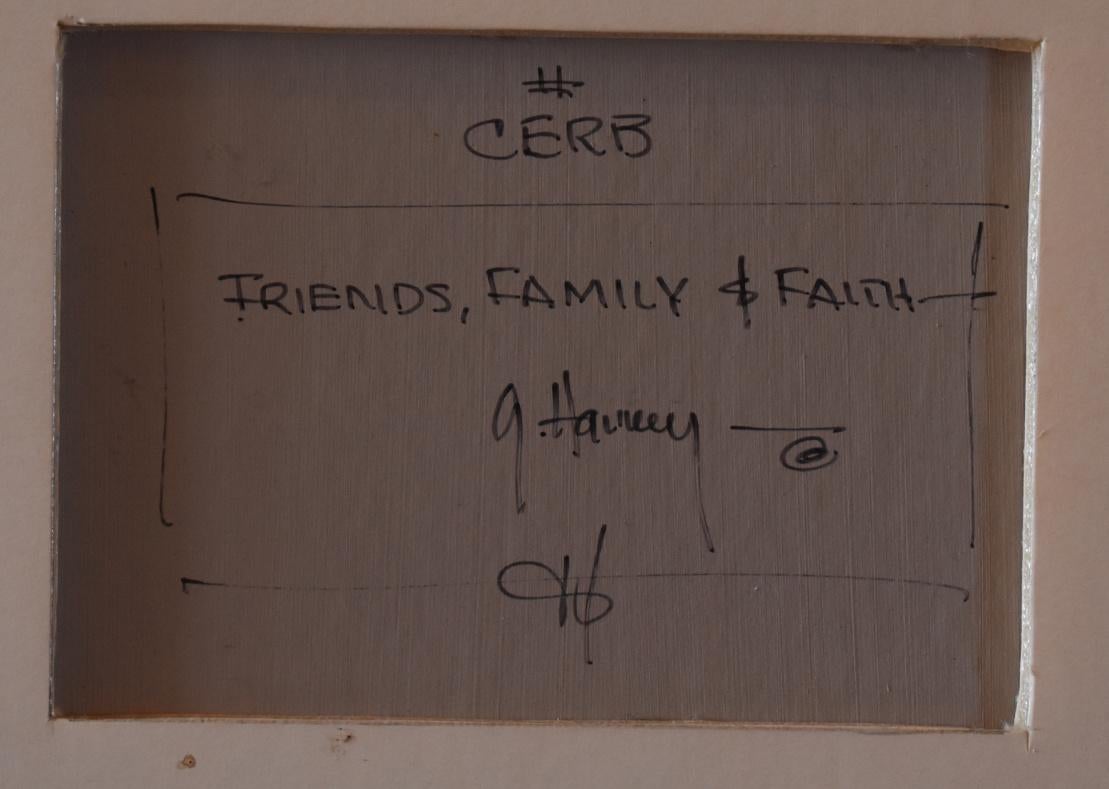 #
CERB
FRIENDS, FAMILY & FAITH
G. Harvey
©